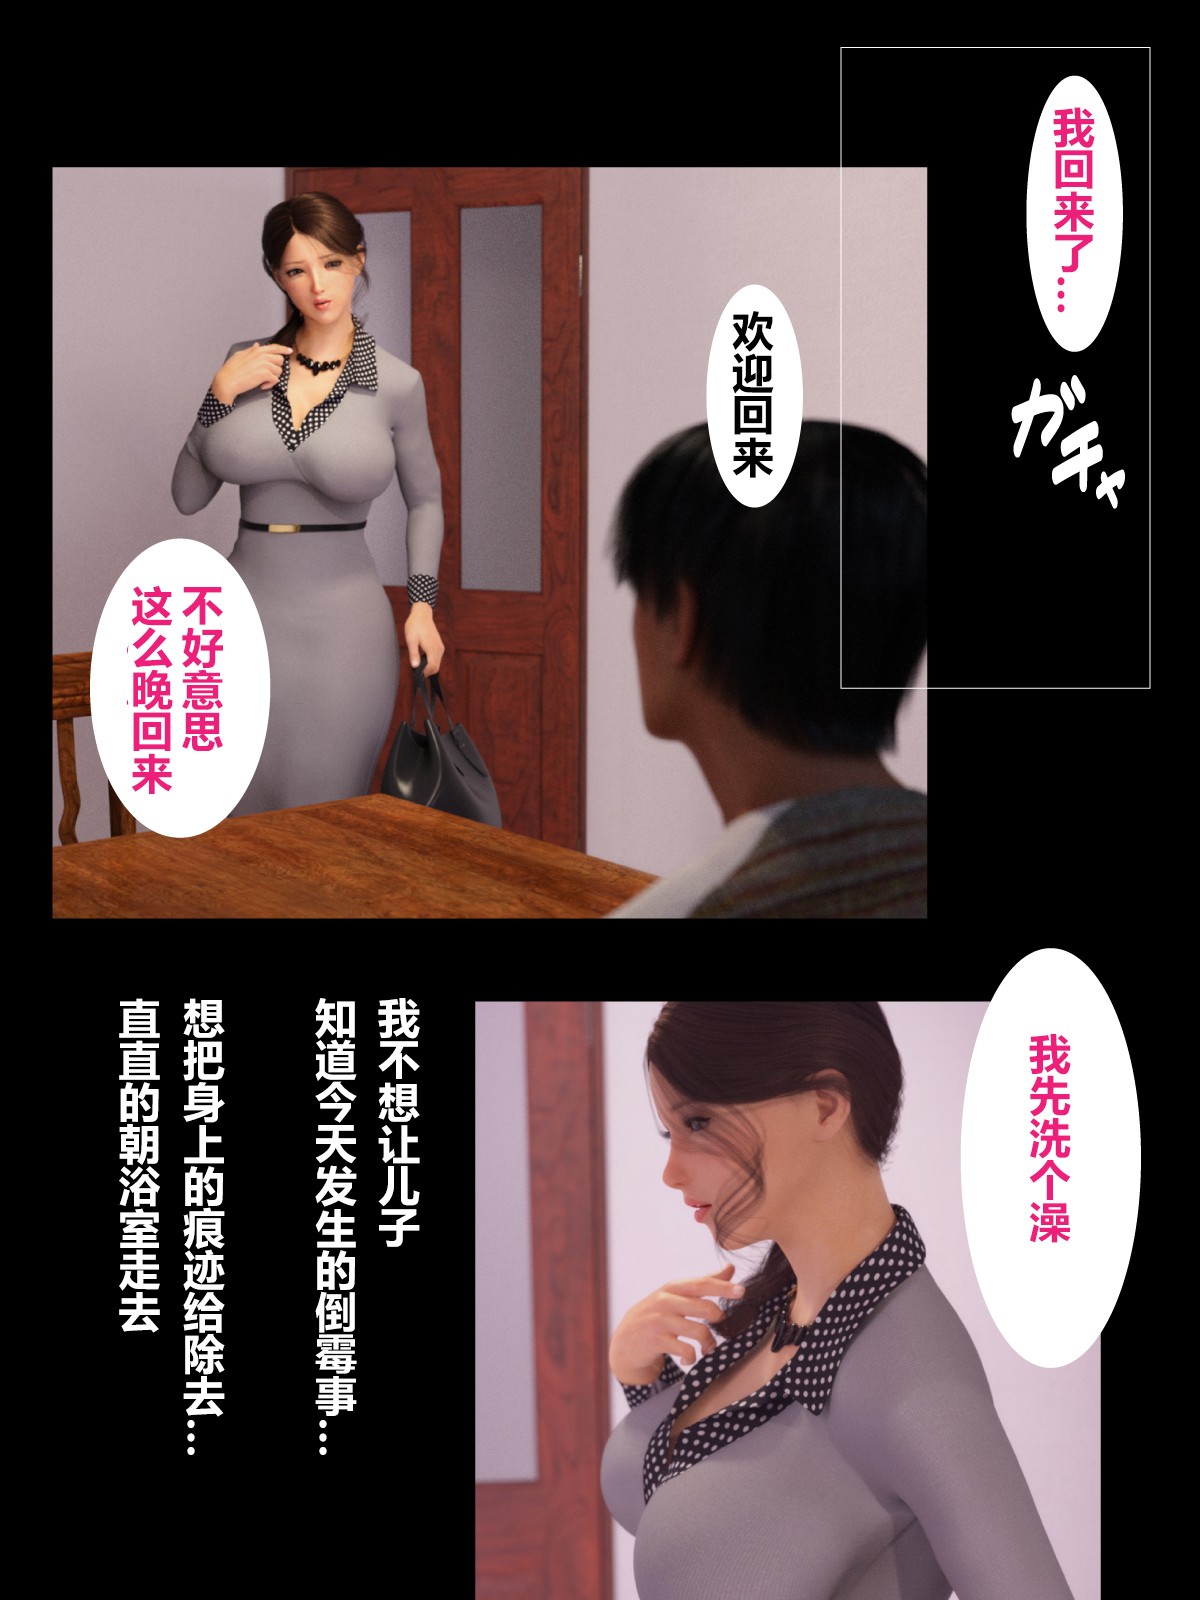 我回来了…
ガチャ
欢迎回来
不好意思
这么晚回来
我先洗个澡
我不想让儿子
知道今天发生的倒霉事…
想把身上的痕迹给除去…
直直的朝浴室走去